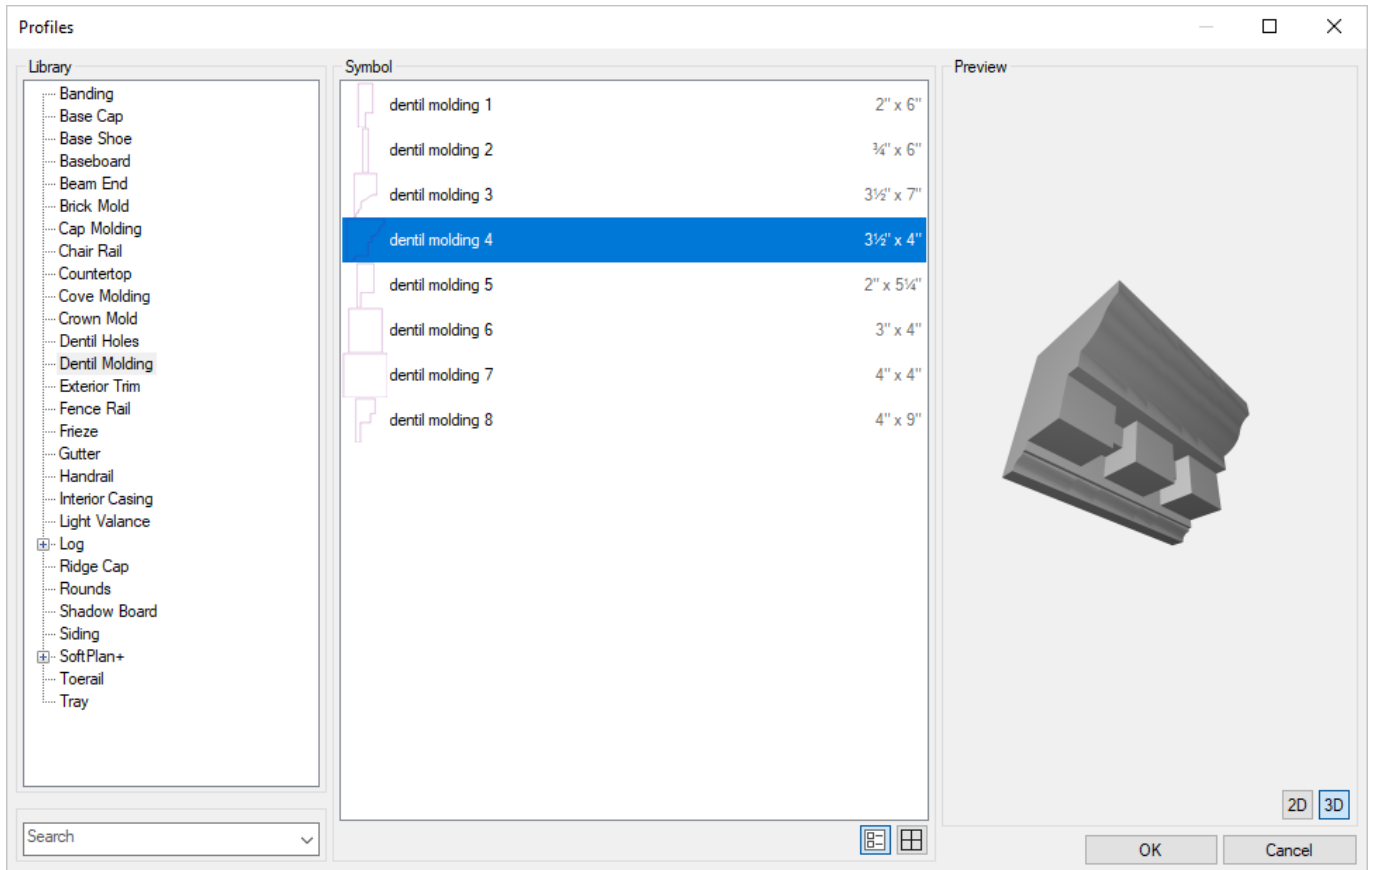 Profiles
Library
Banding
Base Cap
Base Shoe
Baseboard
Beam End
Brick Mold
Cap Molding
Chair Rail
Countertop
Cove Molding
Crown Mold
Dentil Holes
Dentil Molding
Exterior Trim
Fence Rail
Frieze
Gutter
Handrail
Interior Casing
Light Valance
Log
Ridge Cap
Rounds
Shadow Board
Siding
SoftPlan+
Toerail
Tray
Search
Symbol
dentil molding 1 2" x 6"
dentil molding 2 ¾" x 6"
dentil molding 3 3½" x 7"
dentil molding 4 3½" x 4"
dentil molding 5 2" x 5¼"
dentil molding 6 3" x 4"
dentil molding 7 4" x 4"
dentil molding 8 4" x 9"
Preview
2D 3D
OK Cancel